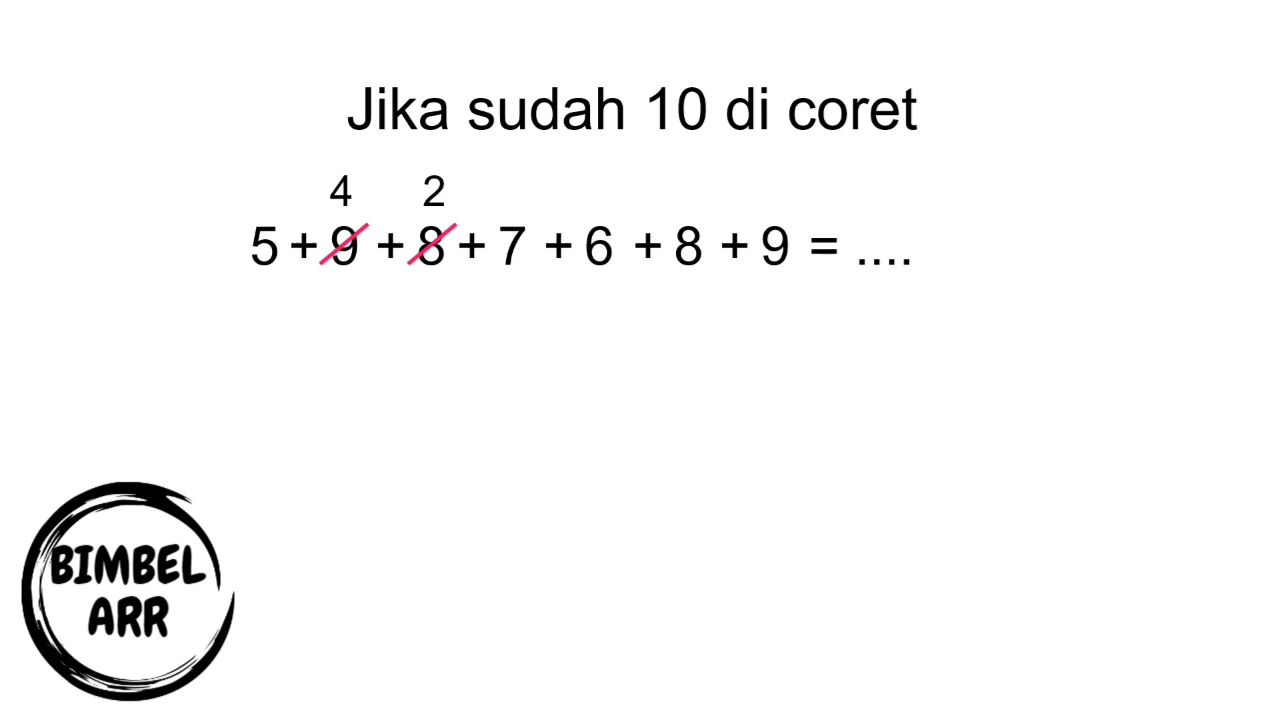 Jika sudah 10 di coret
4 2
5 + 9 + 8 + 7 + 6 + 8 + 9 = ....
BIMBEL
ARR